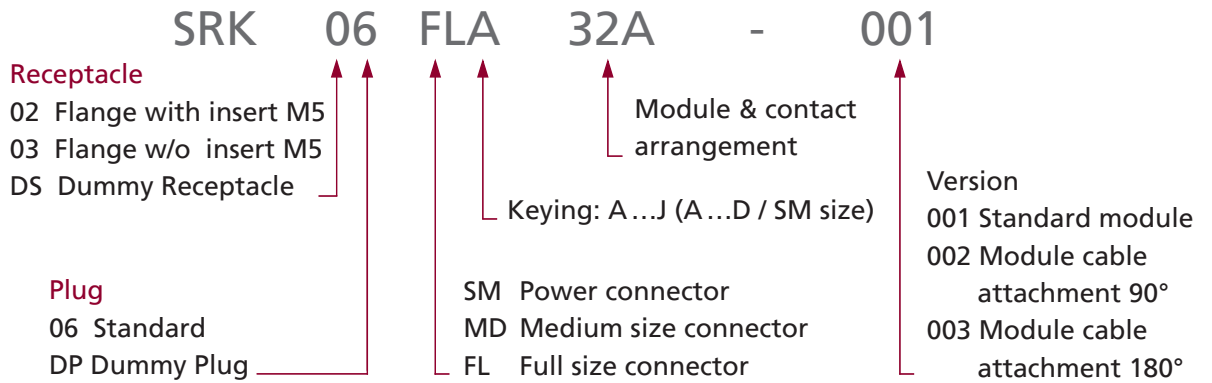 SRK 06 FLA 32A - 001
Receptacle
02 Flange with insert M5
03 Flange w/o insert M5
DS Dummy Receptacle
Module & contact
arrangement
Keying: A...J (A...D / SM size)
Plug
06 Standard
DP Dummy Plug
SM Power connector
MD Medium size connector
FL Full size connector
Version
001 Standard module
002 Module cable
attachment 90°
003 Module cable
attachment 180°